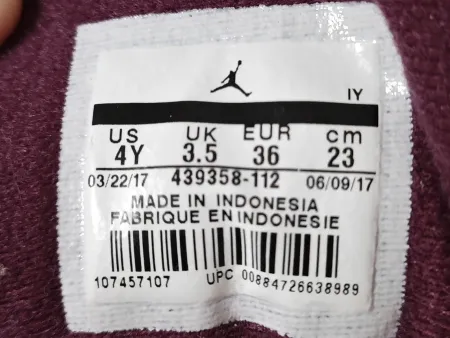 IY
US UK EUR cm
4Y 3.5 36 23
03/22/17 439358-112 06/09/17
MADE IN INDONESIA
FABRIQUE EN INDONESIE
107457107 UPC 00884726638989